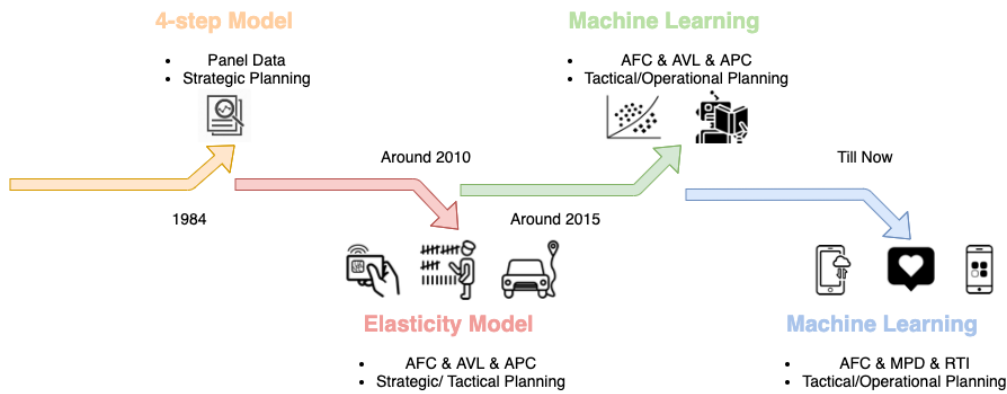 4-step Model
• Panel Data
• Strategic Planning
1984
Around 2010
Elasticity Model
• AFC & AVL & APC
• Strategic/ Tactical Planning
Machine Learning
• AFC & AVL & APC
• Tactical/Operational Planning
Around 2015
Till Now
Machine Learning
• AFC & MPD & RTI
• Tactical/Operational Planning